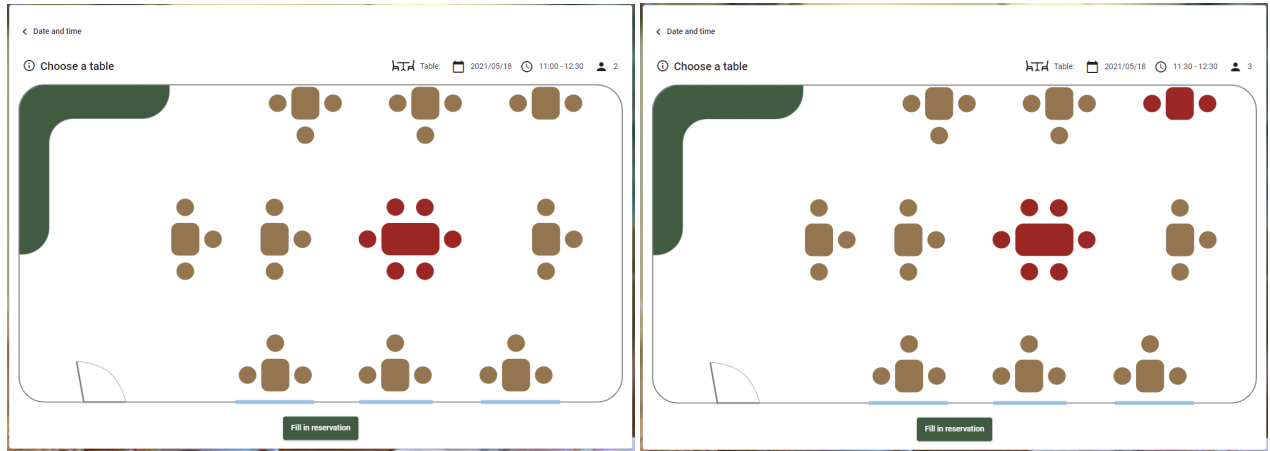 Date and time
Choose a table
Table: 2021/05/18 11:00 - 12:30 2
Fill in reservation
Date and time
Choose a table
Table: 2021/05/18 11:30 - 12:30 3
Fill in reservation